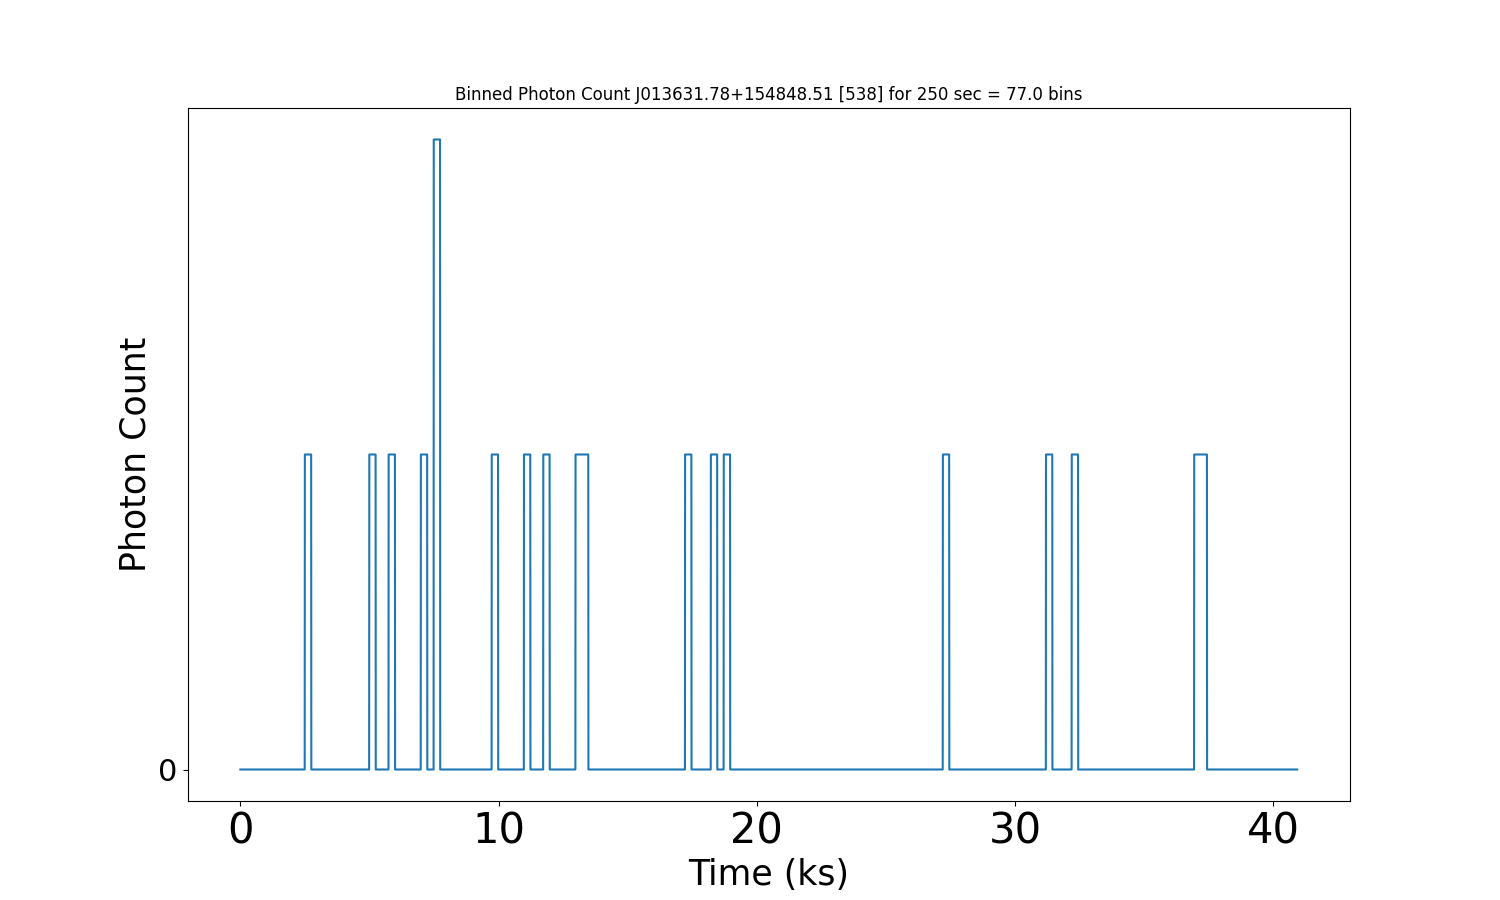 Binned Photon Count J013631.78+154848.51 [538] for 250 sec = 77.0 bins
Photon Count
0
0 10 20 30 40
Time (ks)